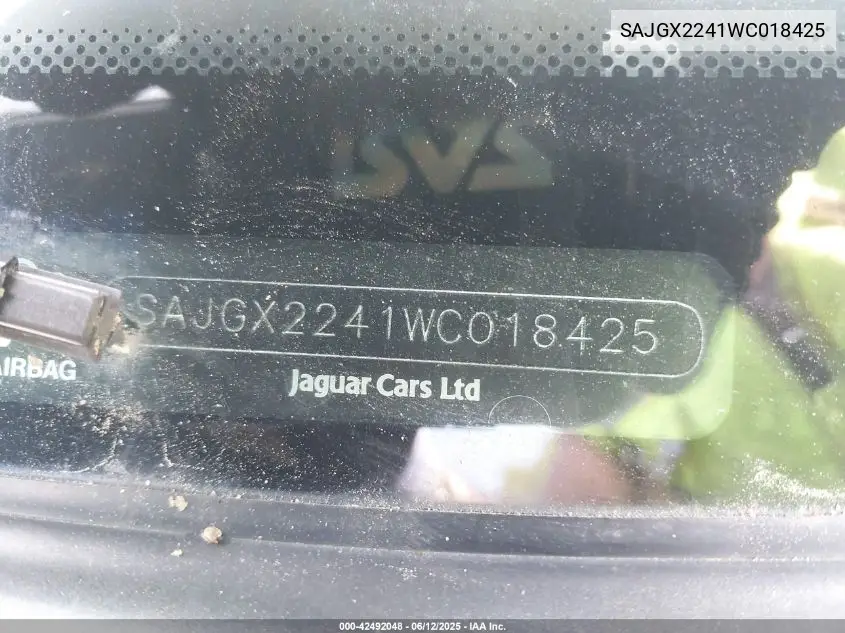 SAJGX2241WC018425
SAJGX2241WC018425
AIRBAG
Jaguar Cars Ltd
000-42492048 - 06/12/2025 - IAA Inc.